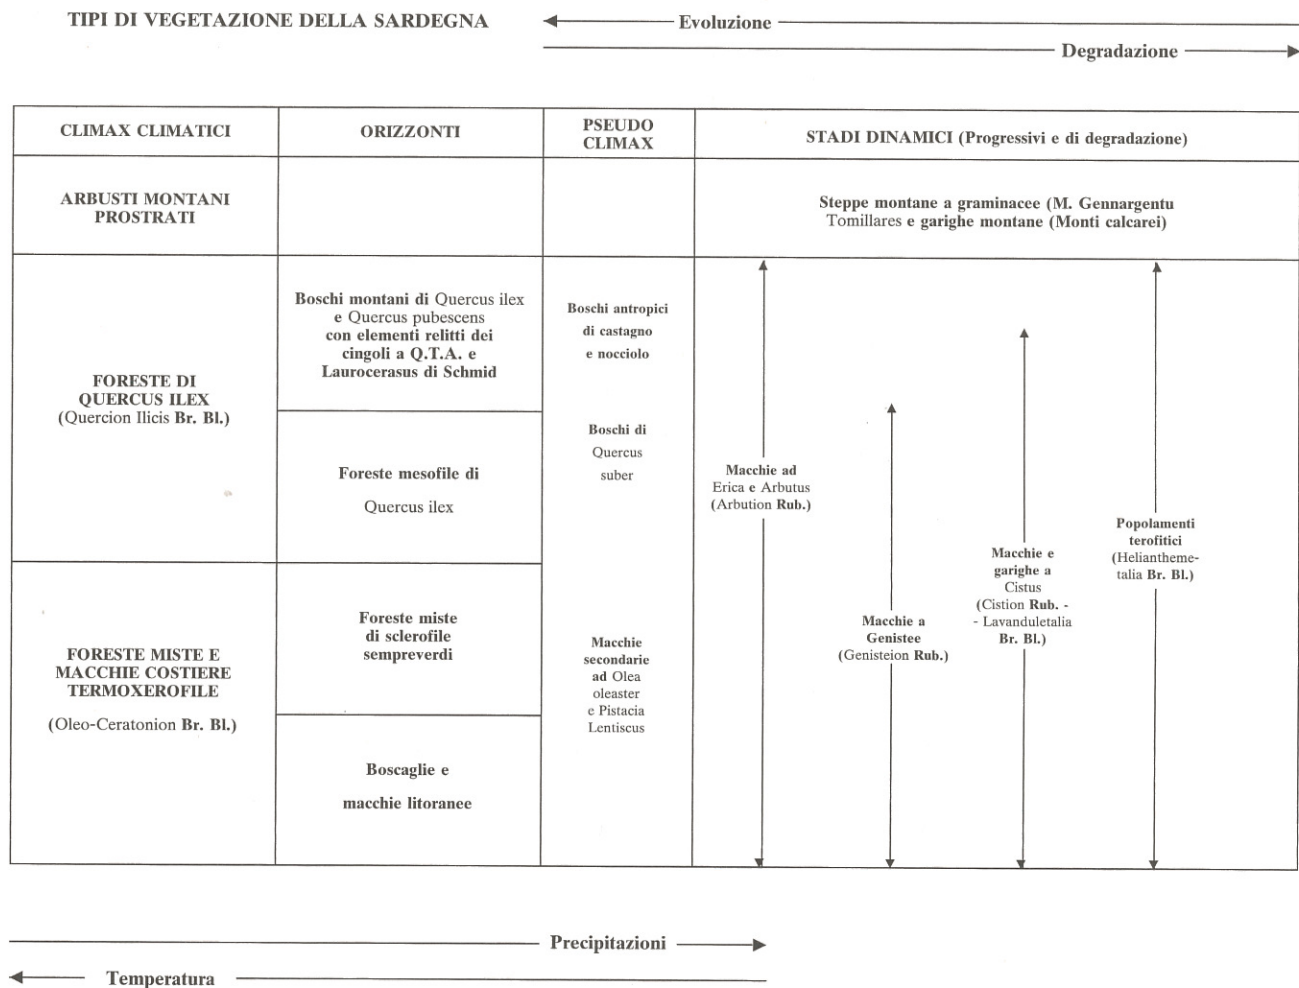 TIPI DI VEGETAZIONE DELLA SARDEGNA
Evoluzione
Degradazione
CLIMAX CLIMATICI
ORIZZONTI
PSEUDO
CLIMAX
STADI DINAMICI (Progressivi e di degradazione)
ARBUSTI MONTANI
PROSTRATI
Steppe montane a graminacee (M. Gennargentu
Tomillares e garighe montane (Monti calcarei)
FORESTE DI
QUERCUS ILEX
(Quercion Ilicis Br. Bl.)
Boschi montani di Quercus ilex
e Quercus pubescens
con elementi relitti dei
cingoli a Q.T.A. e
Laurocerasus di Schmid
Foreste mesofile di
Quercus ilex
Boschi antropici
di castagno
e nocciolo
Boschi di
Quercus
suber
Macchie ad
Erica e Arbutus
(Arbution Rub.)
Macchie a
Genistee
(Genisteion Rub.)
Macchie e
garighe a
Cistus
(Cistion Rub. -
- Lavanduletalia
Br. Bl.)
Popolamenti
terofitici
(Heliantheme-
talia Br. Bl.)
FORESTE MISTE E
MACCHIE COSTIERE
TERMOXEROFILE
(Oleo-Ceratonion Br. Bl.)
Foreste miste
di sclerofile
sempreverdi
Boscaglie e
macchie litoranee
Macchie
secondarie
ad Olea
oleaster
e Pistacia
Lentiscus
Precipitazioni
Temperatura